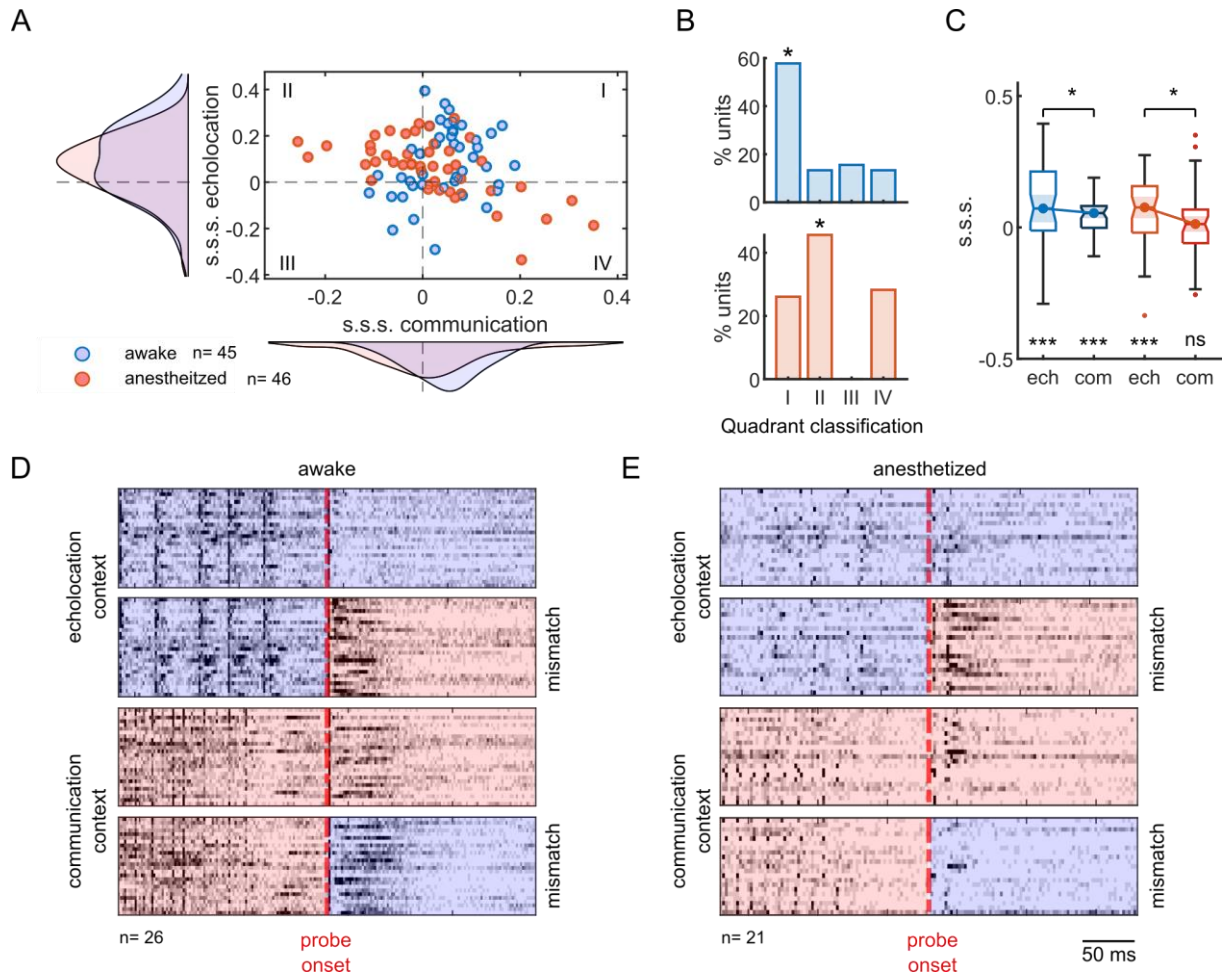 A
II
I
III
IV
s.s.s. echolocation
0.4
0.2
0
-0.2
-0.4
-0.2
0
0.2
0.4
s.s.s. communication
awake n= 45
anestheitzed n= 46
B
% units
60
40
20
0
*
% units
40
20
0
*
I II III IV
Quadrant classification
C
s.s.s.
0.5
0
-0.5
* *
*** *** *** ns
ech com ech com
D
awake
echolocation
context
mismatch
communication
context
mismatch
n= 26
probe
onset
E
anesthetized
echolocation
context
mismatch
communication
context
mismatch
n= 21
probe
onset
50 ms